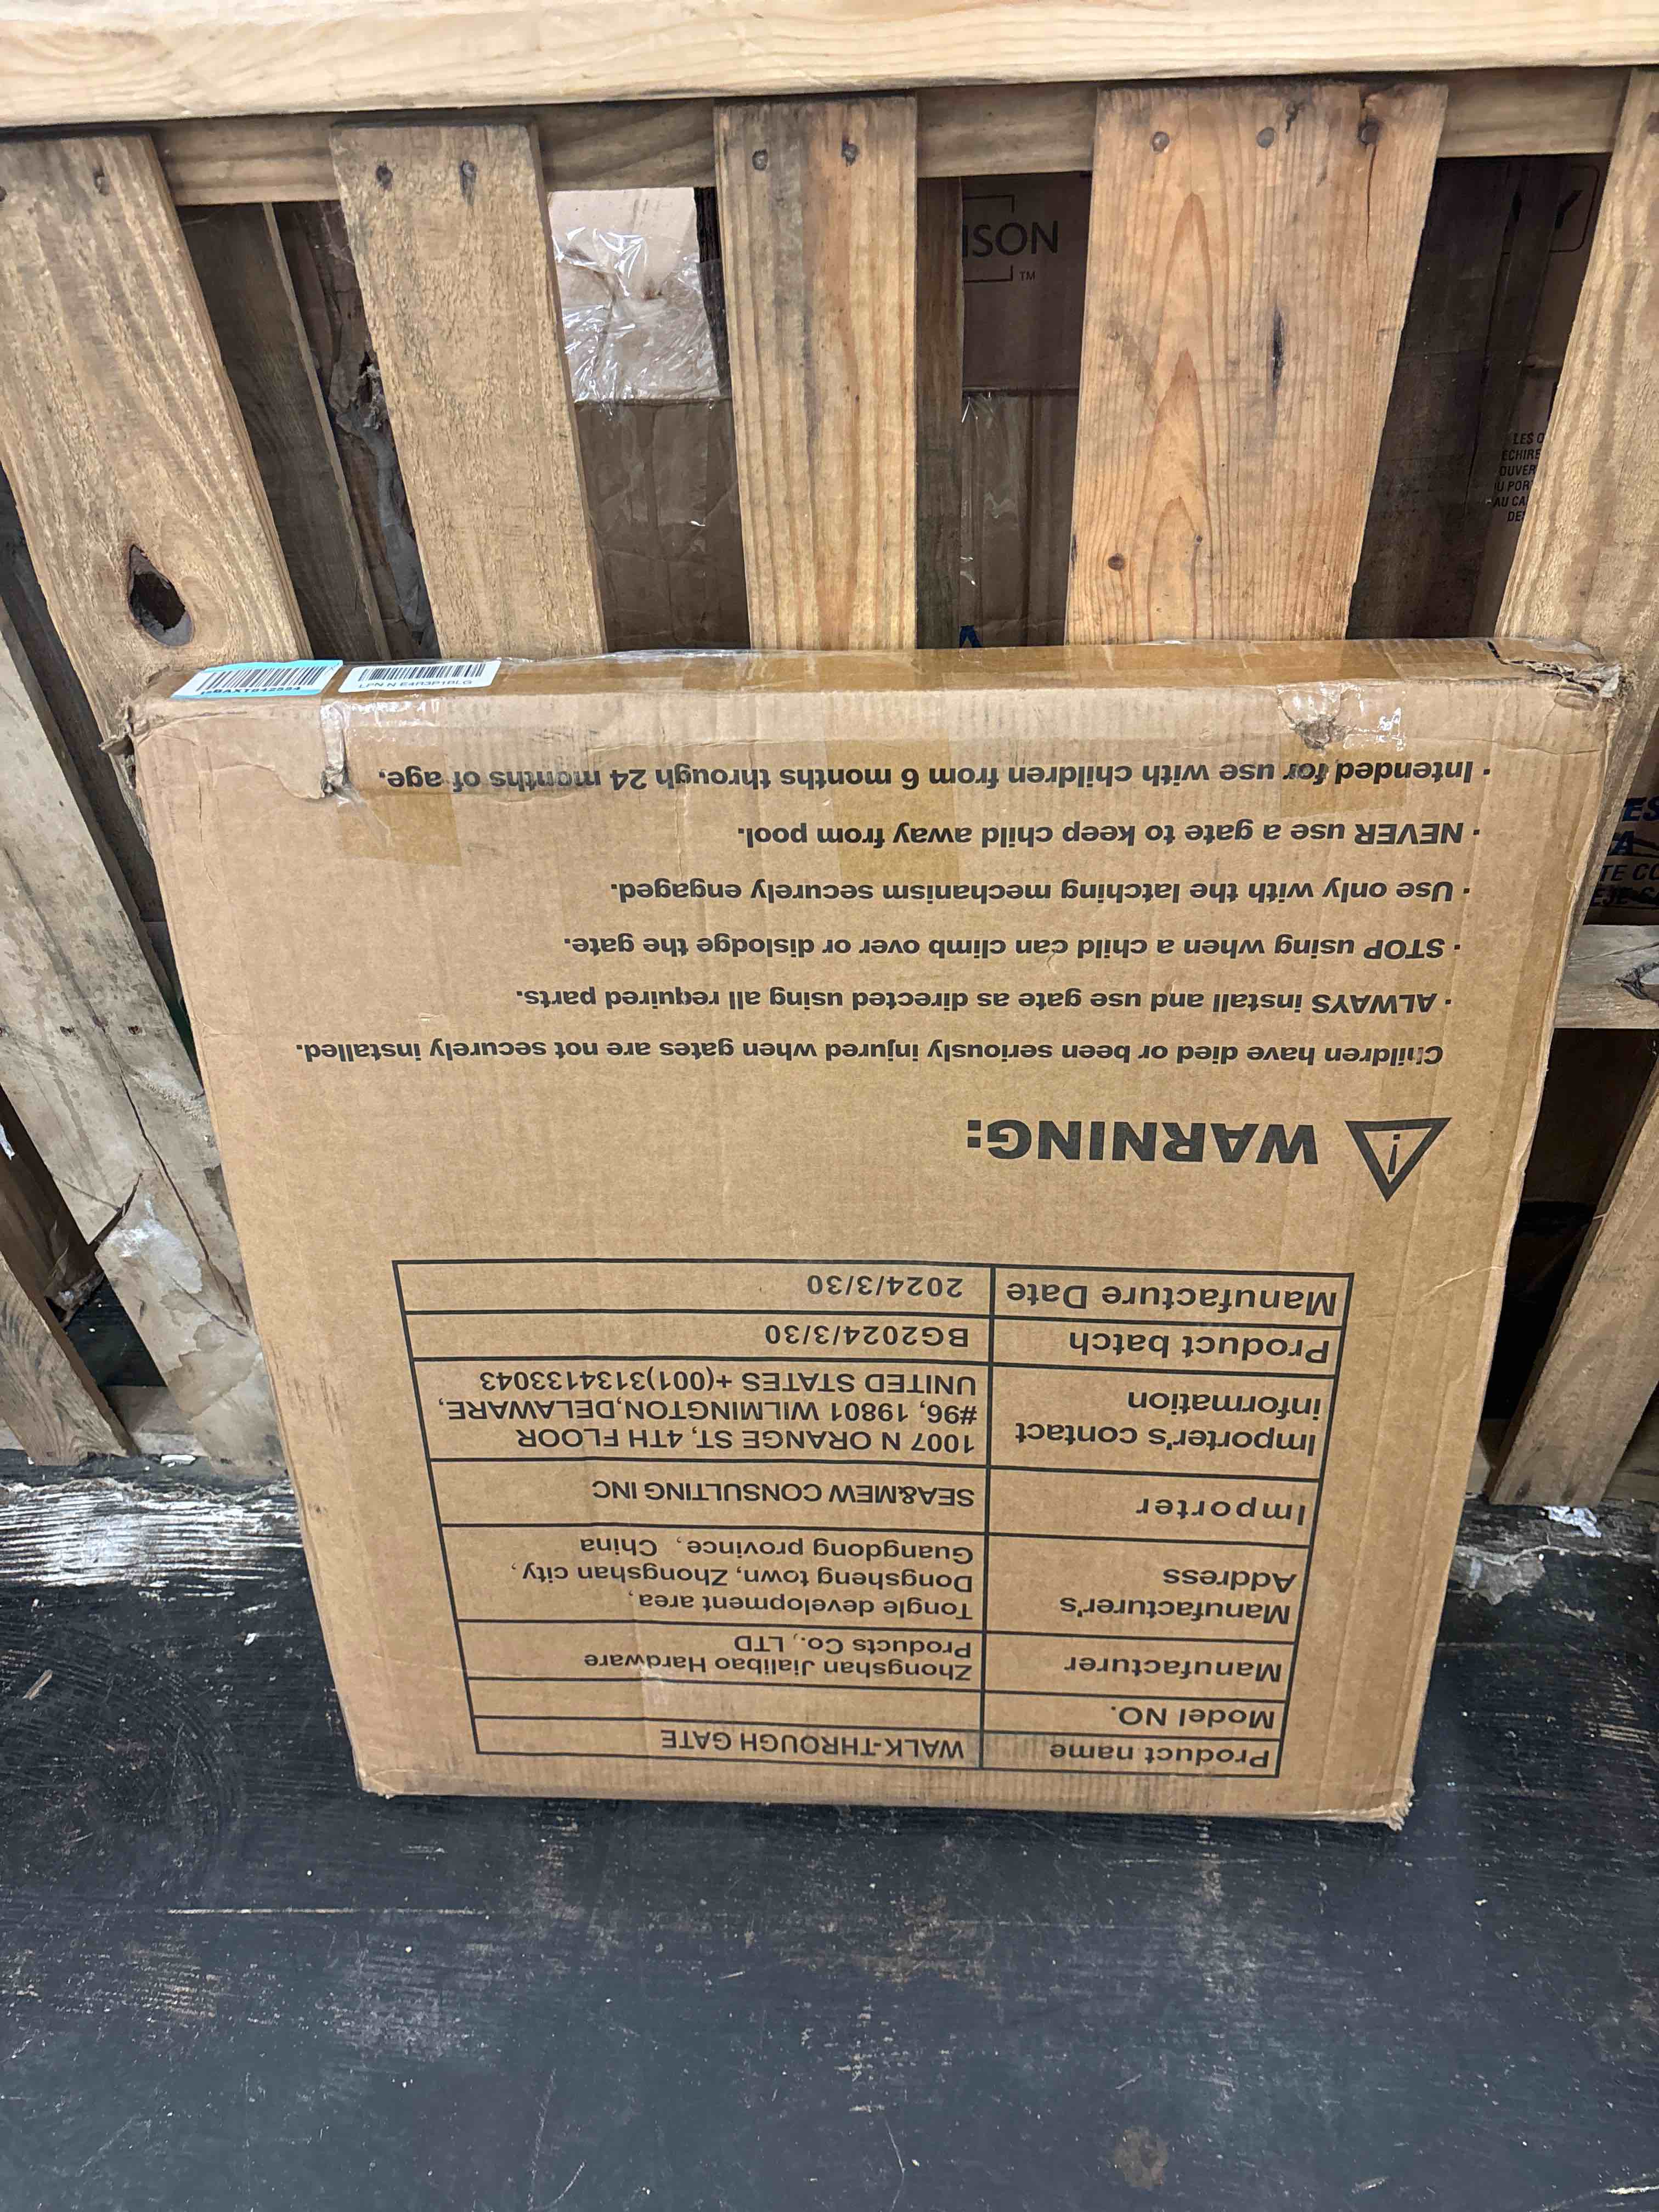 Product name WALK-THROUGH GATE
Model NO.
Manufacturer Zhongshan Jialibao Hardware
Products Co., LTD
Manufacturer's
Address
Tongle development area,
Dongsheng town, Zhongshan city,
Guangdong province, China
Importer SEA&MEW CONSULTING INC
Importer's contact
information
1007 N ORANGE ST, 4TH FLOOR
#96, 19801 WILMINGTON,DELAWARE,
UNITED STATES +(001)3134133043
Product batch BG2024/3/30
Manufacture Date 2024/3/30
WARNING:
Children have died or been seriously injured when gates are not securely installed.
· ALWAYS install and use gate as directed using all required parts.
· STOP using when a child can climb over or dislodge the gate.
· Use only with the latching mechanism securely engaged.
· NEVER use a gate to keep child away from pool.
· Intended for use with children from 6 months through 24 months of age.
ISON
TM
LES